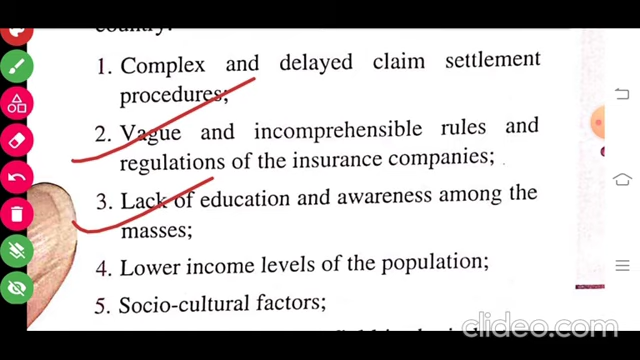 country:
1. Complex and delayed claim settlement
procedures;
2. Vague and incomprehensible rules and
regulations of the insurance companies;
3. Lack of education and awareness among the
masses;
4. Lower income levels of the population;
5. Socio-cultural factors;
clideo.com